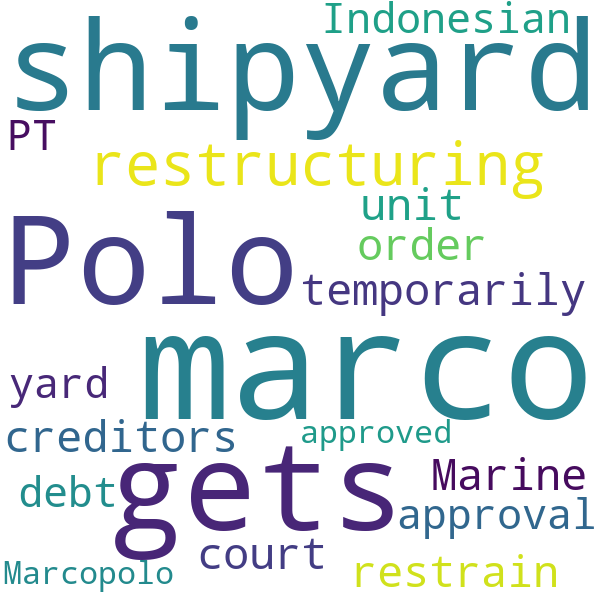 Indonesian
shipyard
PT
restructuring
unit
Polo
order
temporarily
marco
yard
creditors
approved
gets
debt
Marine
approval
court
Marcopolo
restrain